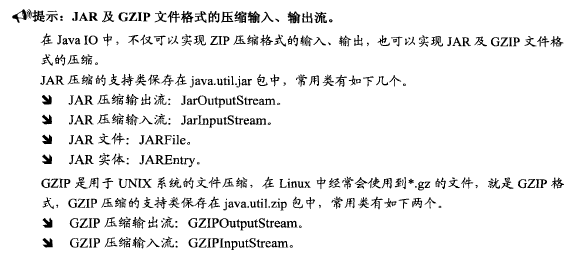 提示：JAR 及 GZIP 文件格式的压缩输入、输出流。
在 Java IO 中，不仅可以实现 ZIP 压缩格式的输入、输出，也可以实现 JAR 及 GZIP 文件格
式的压缩。
JAR 压缩的支持类保存在 java.util.jar 包中，常用类有如下几个。
JAR 压缩输出流：JarOutputStream。
JAR 压缩输入流：JarInputStream。
JAR 文件：JARFile。
JAR 实体：JAREntry。
GZIP 是用于 UNIX 系统的文件压缩，在 Linux 中经常会使用到*.gz 的文件，就是 GZIP 格
式，GZIP 压缩的支持类保存在 java.util.zip 包中，常用类有如下两个。
GZIP 压缩输出流：GZIPOutputStream。
GZIP 压缩输入流：GZIPInputStream。